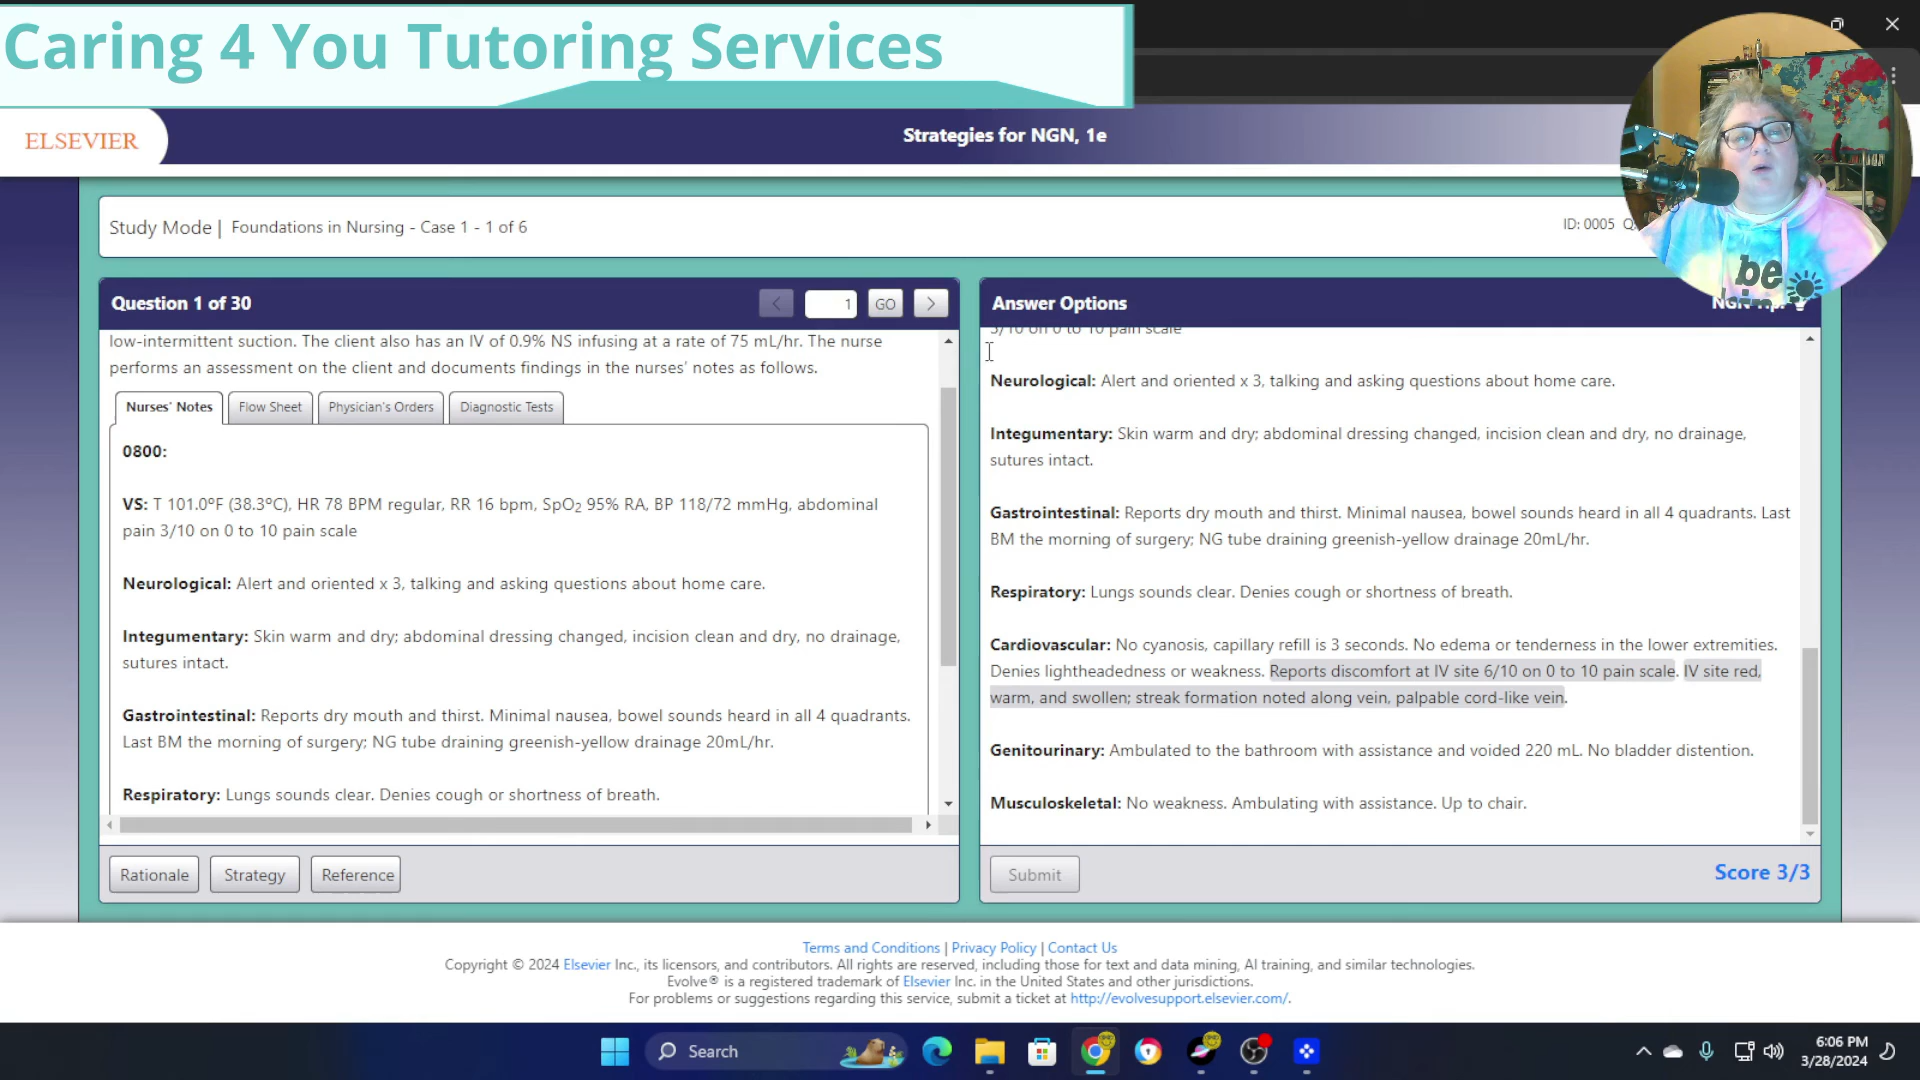 Caring 4 You Tutoring Services
ELSEVIER
Strategies for NGN, 1e
Study Mode | Foundations in Nursing - Case 1 - 1 of 6
ID: 0005
be
Question 1 of 30
1
GO
low-intermittent suction. The client also has an IV of 0.9% NS infusing at a rate of 75 mL/hr. The nurse
performs an assessment on the client and documents findings in the nurses' notes as follows.
Nurses' Notes
Flow Sheet
Physician's Orders
Diagnostic Tests
0800:
VS: T 101.0ºF (38.3ºC), HR 78 BPM regular, RR 16 bpm, SpO2 95% RA, BP 118/72 mmHg, abdominal
pain 3/10 on 0 to 10 pain scale
Neurological: Alert and oriented x 3, talking and asking questions about home care.
Integumentary: Skin warm and dry; abdominal dressing changed, incision clean and dry, no drainage,
sutures intact.
Gastrointestinal: Reports dry mouth and thirst. Minimal nausea, bowel sounds heard in all 4 quadrants.
Last BM the morning of surgery; NG tube draining greenish-yellow drainage 20mL/hr.
Respiratory: Lungs sounds clear. Denies cough or shortness of breath.
Rationale
Strategy
Reference
Answer Options
3/10 on 0 to 10 pain scale
Neurological: Alert and oriented x 3, talking and asking questions about home care.
Integumentary: Skin warm and dry; abdominal dressing changed, incision clean and dry, no drainage,
sutures intact.
Gastrointestinal: Reports dry mouth and thirst. Minimal nausea, bowel sounds heard in all 4 quadrants. Last
BM the morning of surgery; NG tube draining greenish-yellow drainage 20mL/hr.
Respiratory: Lungs sounds clear. Denies cough or shortness of breath.
Cardiovascular: No cyanosis, capillary refill is 3 seconds. No edema or tenderness in the lower extremities.
Denies lightheadedness or weakness. Reports discomfort at IV site 6/10 on 0 to 10 pain scale. IV site red,
warm, and swollen; streak formation noted along vein, palpable cord-like vein.
Genitourinary: Ambulated to the bathroom with assistance and voided 220 mL. No bladder distention.
Musculoskeletal: No weakness. Ambulating with assistance. Up to chair.
Submit
Score 3/3
Terms and Conditions | Privacy Policy | Contact Us
Copyright © 2024 Elsevier Inc., its licensors, and contributors. All rights are reserved, including those for text and data mining, AI training, and similar technologies.
Evolve® is a registered trademark of Elsevier Inc. in the United States and other jurisdictions.
For problems or suggestions regarding this service, submit a ticket at http://evolvesupport.elsevier.com/.
Search
6:06 PM
3/28/2024